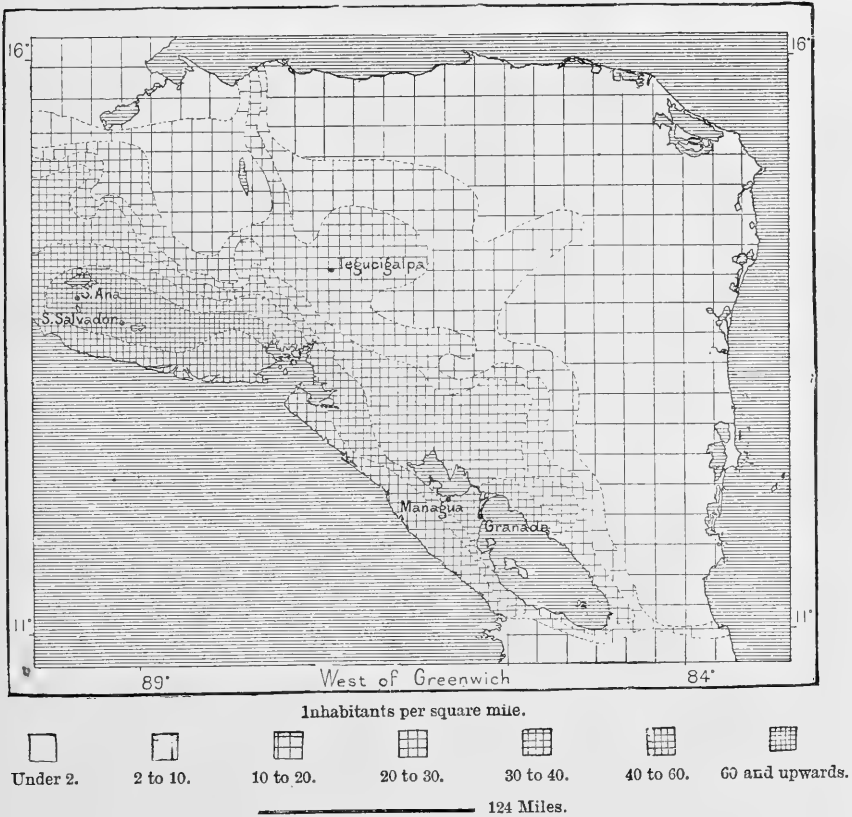 16° 16°
Tegucigalpa
S. Ana
S. Salvador
Managua
Granada
11° 11°
89° West of Greenwich 84°
Inhabitants per square mile.
Under 2. 2 to 10. 10 to 20. 20 to 30. 30 to 40. 40 to 60. 60 and upwards.
124 Miles.